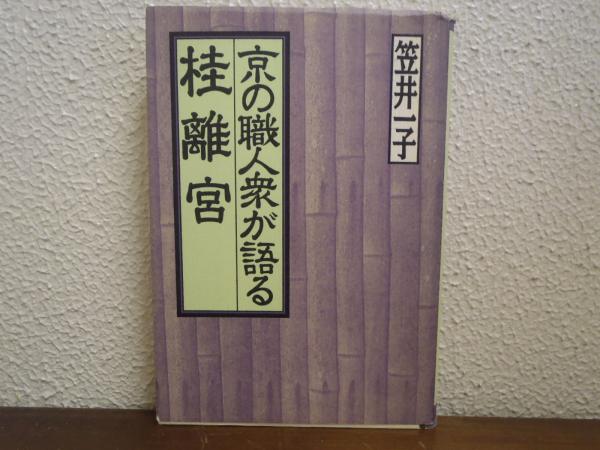 笠井一子
京の職人衆が語る
桂離宮